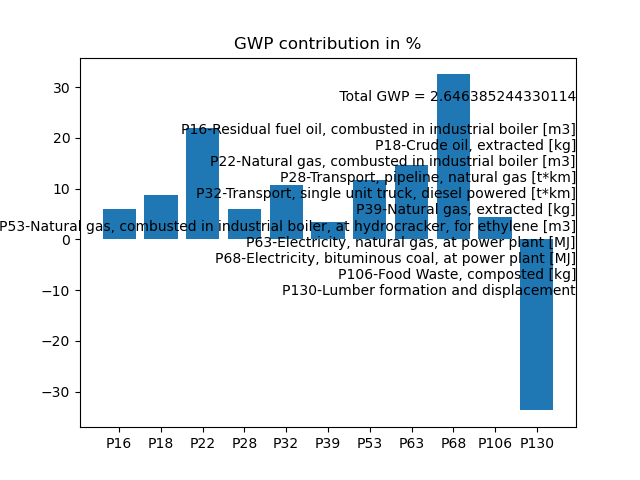 GWP contribution in %
Total GWP = 2.646385244330114
P16-Residual fuel oil, combusted in industrial boiler [m3]
P18-Crude oil, extracted [kg]
P22-Natural gas, combusted in industrial boiler [m3]
P28-Transport, pipeline, natural gas [t*km]
P32-Transport, single unit truck, diesel powered [t*km]
P39-Natural gas, extracted [kg]
P53-Natural gas, combusted in industrial boiler, at hydrocracker, for ethylene [m3]
P63-Electricity, natural gas, at power plant [MJ]
P68-Electricity, bituminous coal, at power plant [MJ]
P106-Food Waste, composted [kg]
P130-Lumber formation and displacement
30
20
10
0
−10
−20
−30
P16 P18 P22 P28 P32 P39 P53 P63 P68 P106 P130